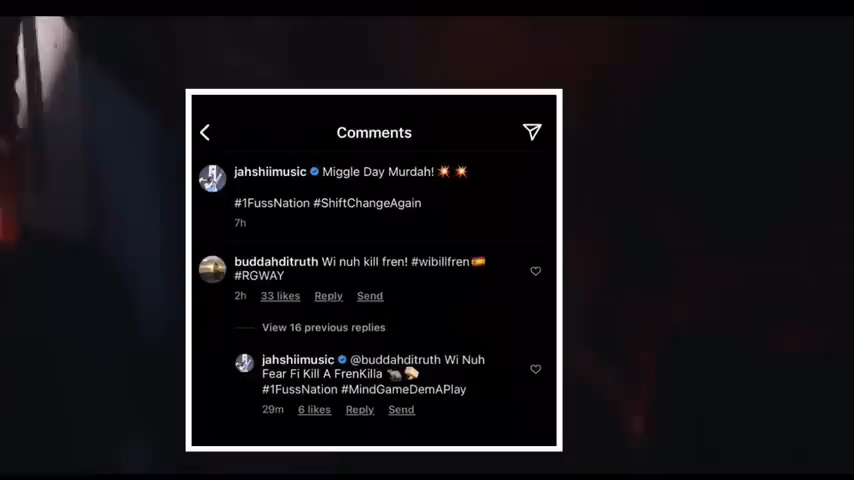 Comments
jahshiimusic Miggle Day Murdah!💥 💥
#1FussNation #ShiftChangeAgain
7h
buddahditruth Wi nuh kill fren! #wibillfren🇪🇸
#RGWAY
2h 33 likes Reply Send
View 16 previous replies
jahshiimusic @buddahditruth Wi Nuh
Fear Fi Kill A FrenKilla 🐀
#1FussNation #MindGameDemAPlay
29m 6 likes Reply Send